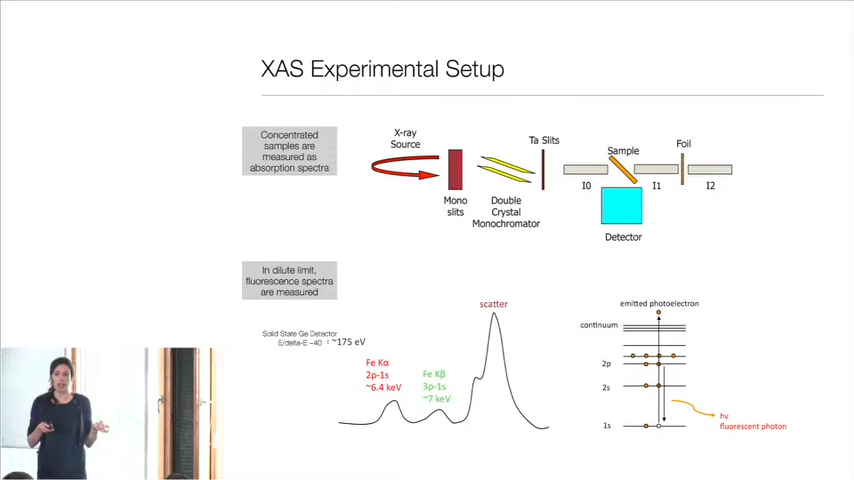 XAS Experimental Setup
Concentrated
samples are
measured as
absorption spectra
X-ray
Source
Mono
slits
Double
Crystal
Monochromator
Ta Slits
I0
Sample
I1
Foil
I2
Detector
In dilute limit,
fluorescence spectra
are measured
Solid State Ge Detector
E/delta-E ~40 : ~175 eV
Fe Kα
2p-1s
~6.4 keV
Fe Kβ
3p-1s
~7 keV
scatter
emitted photoelectron
continuum
2p
2s
1s
hν
fluorescent photon